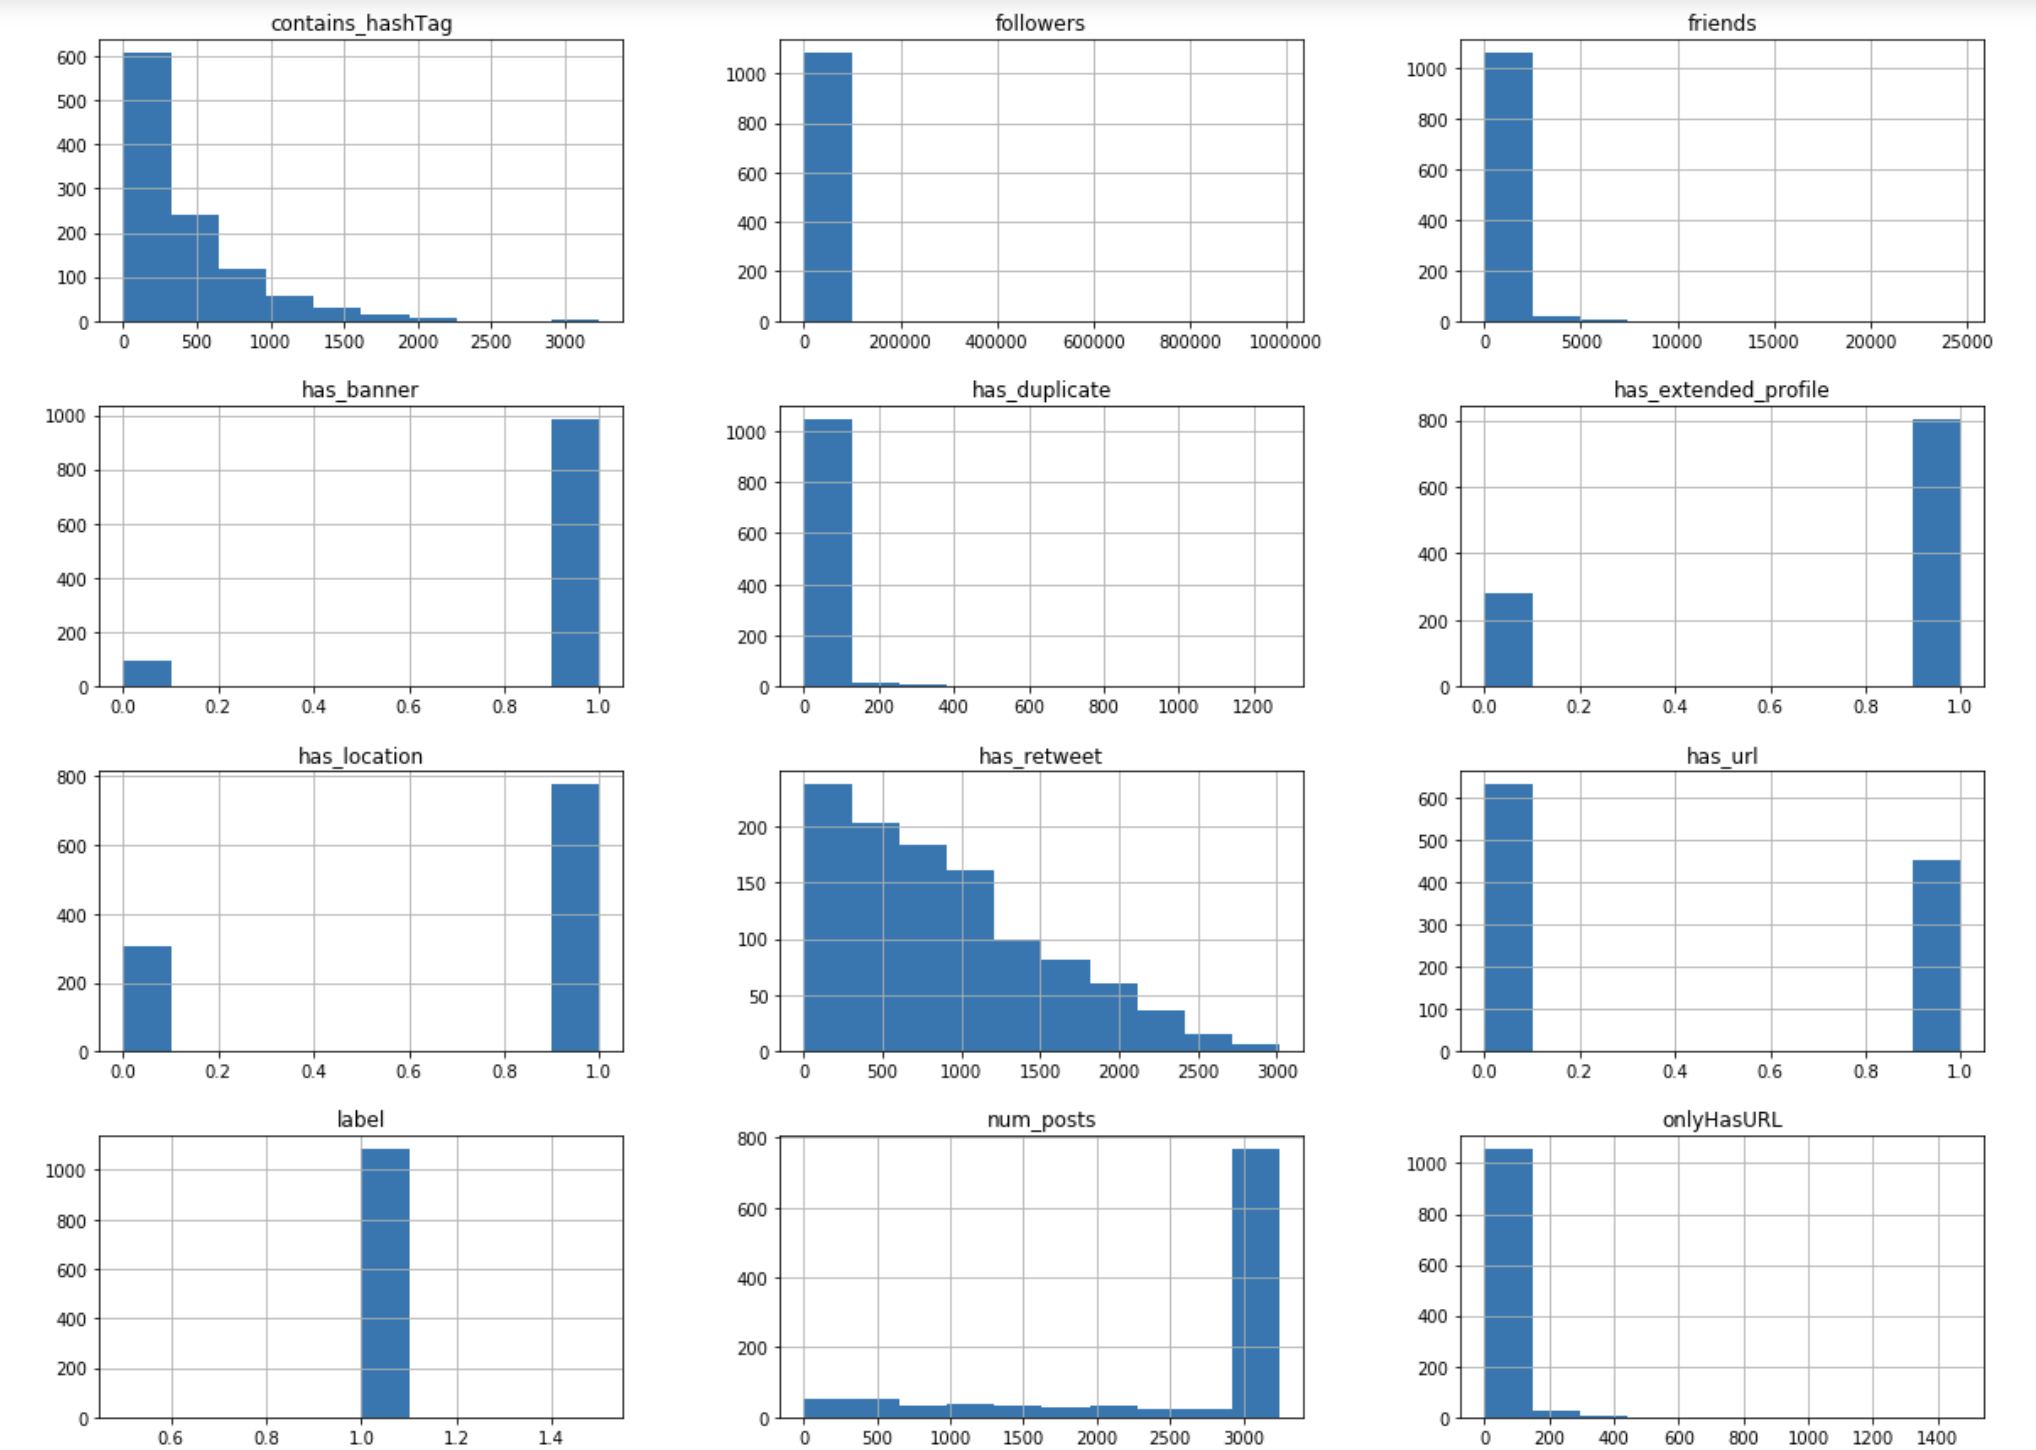 contains_hashTag followers friends
600 1000 1000
500 800 800
400 600 600
300 400 400
200 200 200
100 0 0
0
0 500 1000 1500 2000 2500 3000 0 200000 400000 600000 800000 1000000 0 5000 10000 15000 20000 25000
has_banner has_duplicate has_extended_profile
1000 1000 800
800 800 600
600 600 400
400 400 200
200 200 0
0 0
0.0 0.2 0.4 0.6 0.8 1.0 0 200 400 600 800 1000 1200 0.0 0.2 0.4 0.6 0.8 1.0
has_location has_retweet has_url
800 200 600
600 150 500
400 100 400
200 50 300
0 0 200
100
0
0.0 0.2 0.4 0.6 0.8 1.0 0 500 1000 1500 2000 2500 3000 0.0 0.2 0.4 0.6 0.8 1.0
label num_posts onlyHasURL
1000 800 1000
800 600 800
600 400 600
400 200 400
200 0 200
0 0
0.6 0.8 1.0 1.2 1.4 0 500 1000 1500 2000 2500 3000 0 200 400 600 800 1000 1200 1400